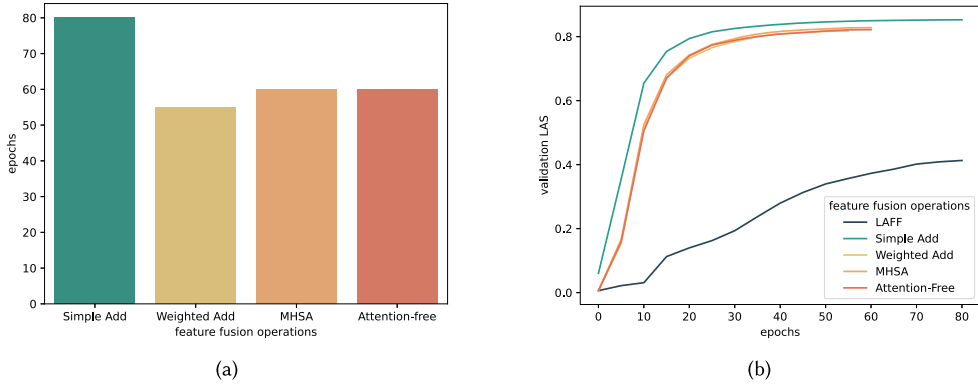 80
70
60
50
40
30
20
10
0
epochs
Simple Add
Weighted Add
MHSA
Attention-free
feature fusion operations
(a)
0.8
0.6
0.4
0.2
0.0
validation LAS
feature fusion operations
LAFF
Simple Add
Weighted Add
MHSA
Attention-Free
0 10 20 30 40 50 60 70 80
epochs
(b)